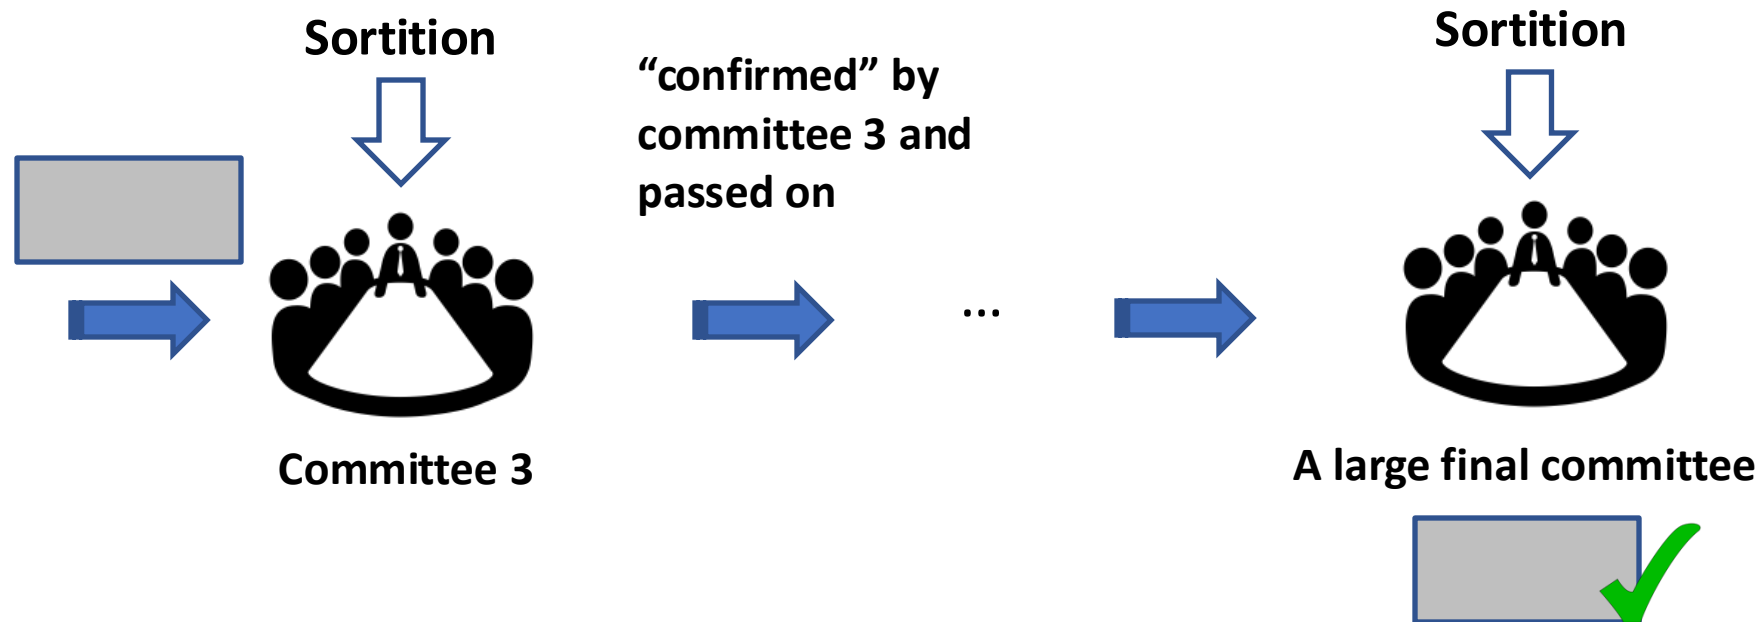 Sortition
“confirmed” by
committee 3 and
passed on
Sortition
...
Committee 3
A large final committee